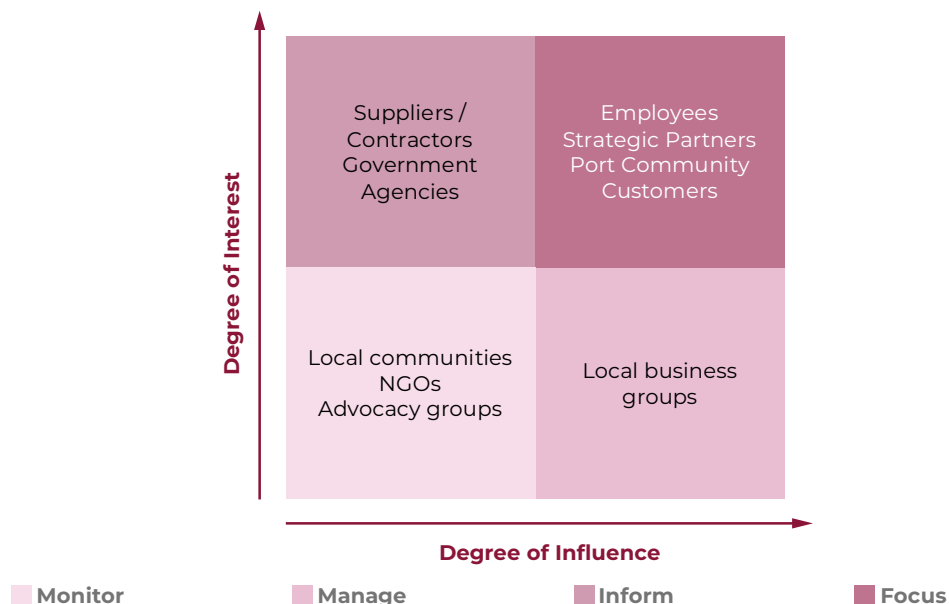 Suppliers /
Contractors
Government
Agencies
Employees
Strategic Partners
Port Community
Customers
Degree of Interest
Local communities
NGOs
Advocacy groups
Local business
groups
Degree of Influence
Monitor
Manage
Inform
Focus